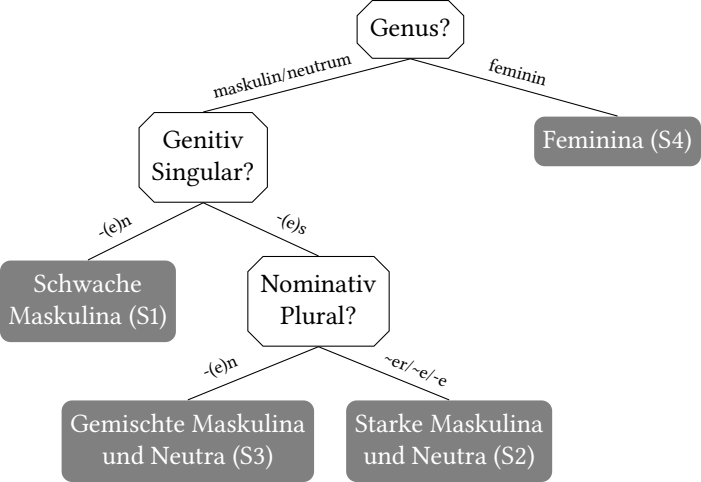 Genus?
maskulin/neutrum
feminin
Genitiv
Singular?
Feminina (S4)
-(e)n
-(e)s
Schwache
Maskulina (S1)
Nominativ
Plural?
-(e)n
~er/~e/-e
Gemischte Maskulina
und Neutra (S3)
Starke Maskulina
und Neutra (S2)